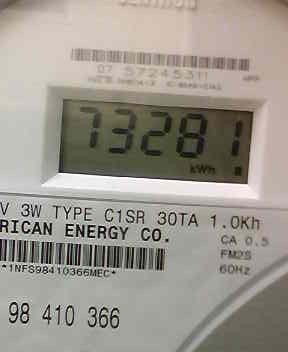 07 57245311
73281
kWh
V 3W TYPE C1SR 30TA 1.0Kh
RICAN ENERGY CO.
CA 0.5
FM2S
60Hz
*1NFS98410366MEC*
98 410 366